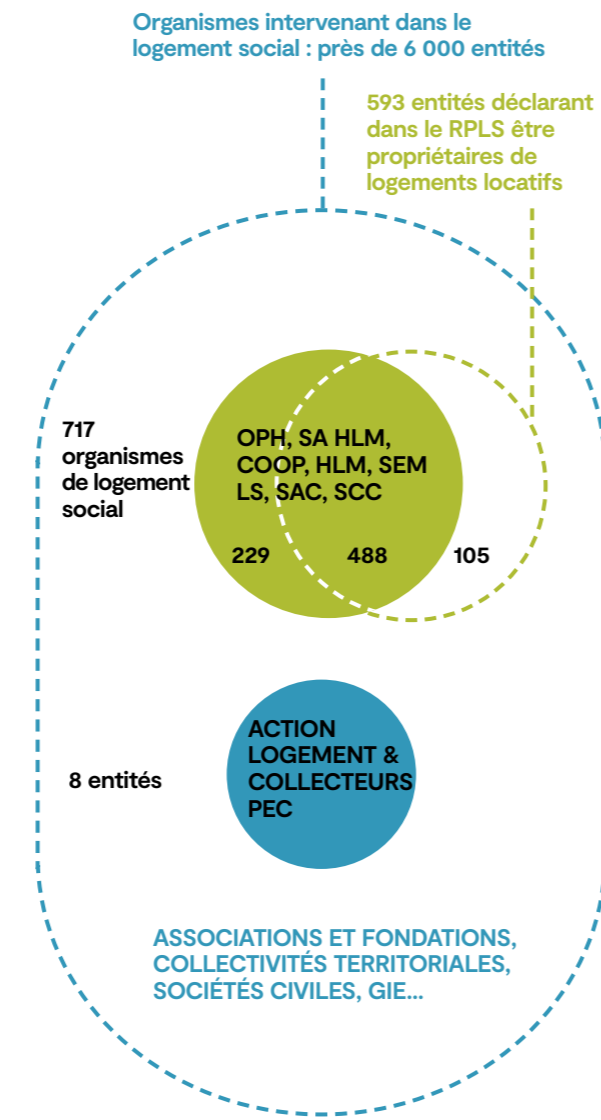 Organismes intervenant dans le
logement social : près de 6 000 entités
593 entités déclarant
dans le RPLS être
propriétaires de
logements locatifs
717
organismes
de logement
social
OPH, SA HLM,
COOP, HLM, SEM
LS, SAC, SCC
229 488 105
8 entités
ACTION
LOGEMENT &
COLLECTEURS
PEC
ASSOCIATIONS ET FONDATIONS,
COLLECTIVITÉS TERRITORIALES,
SOCIÉTÉS CIVILES, GIE...